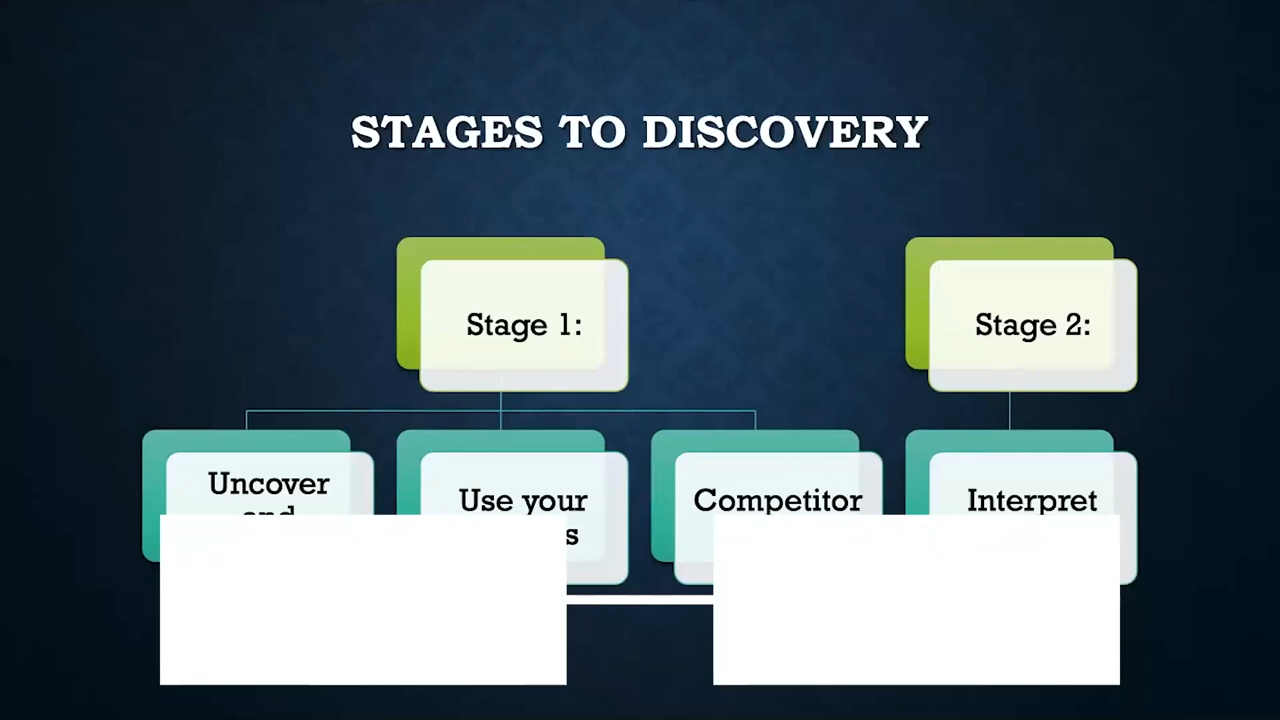 STAGES TO DISCOVERY
Stage 1:
Stage 2:
Uncover
Use your
Competitor
Interpret